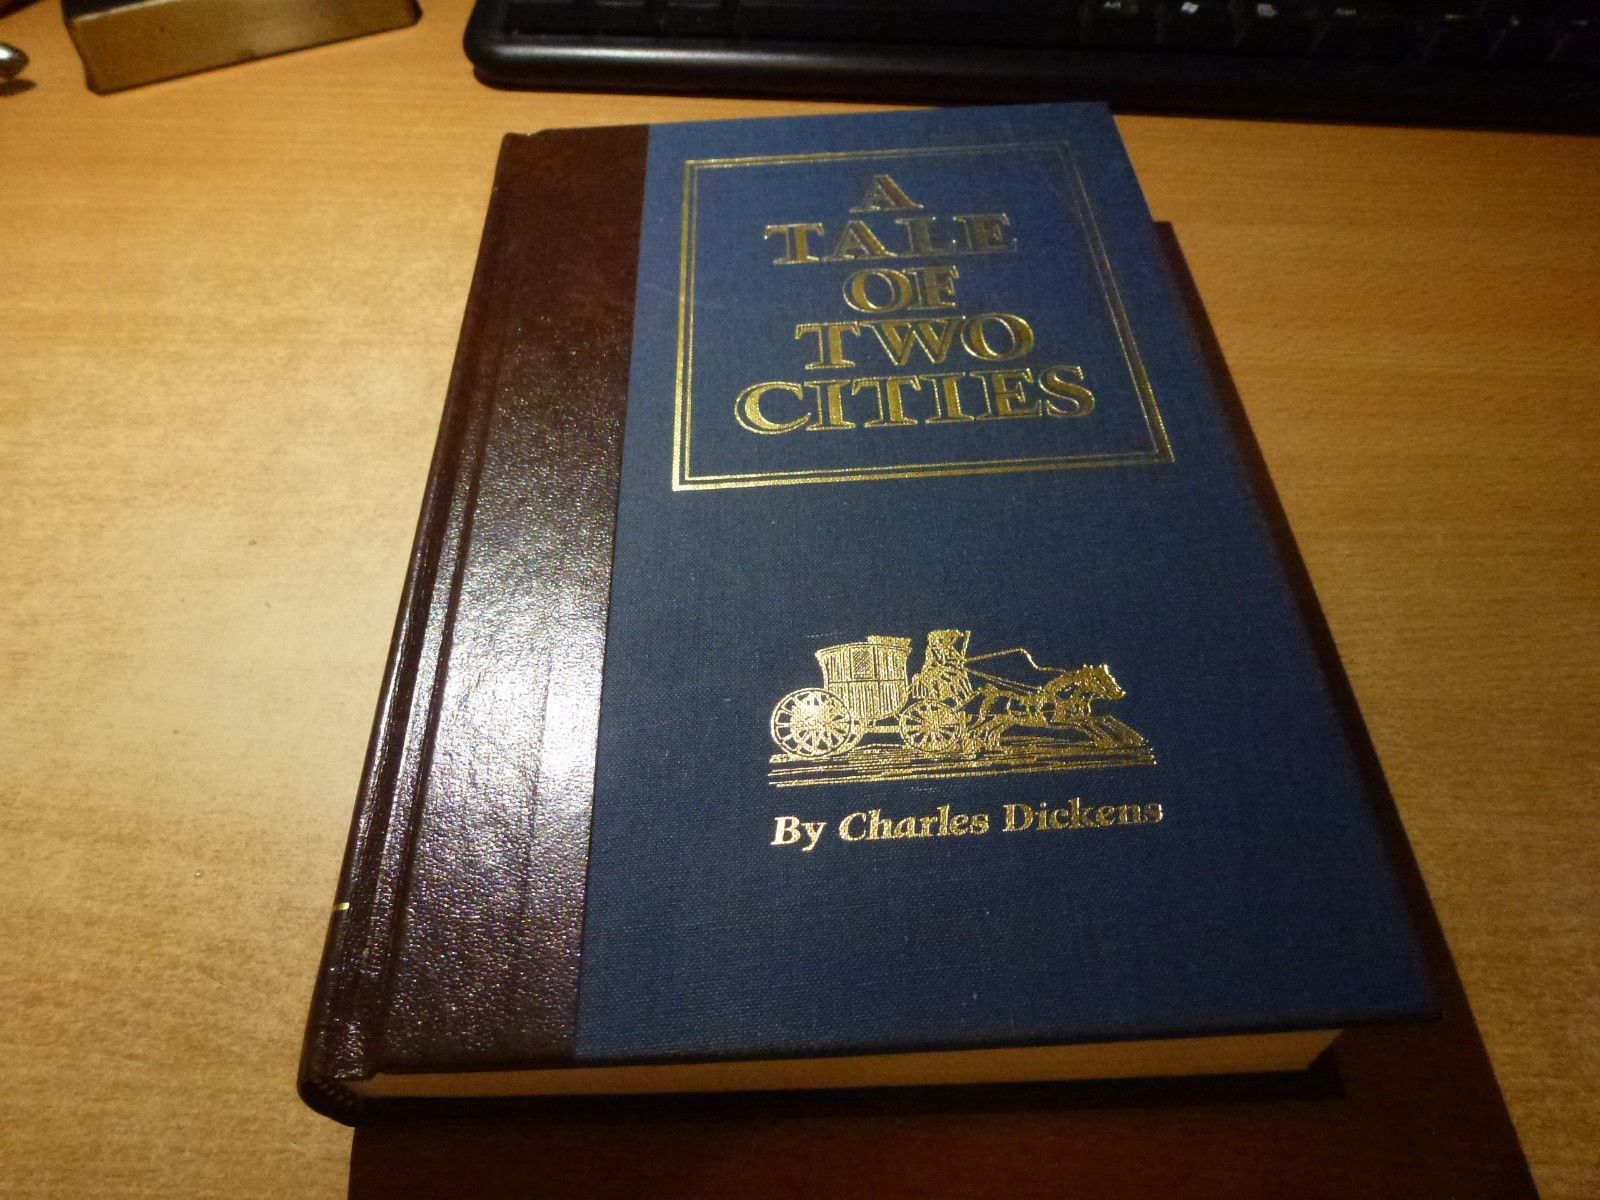 A
TALE
OF
TWO
CITIES
By Charles Dickens